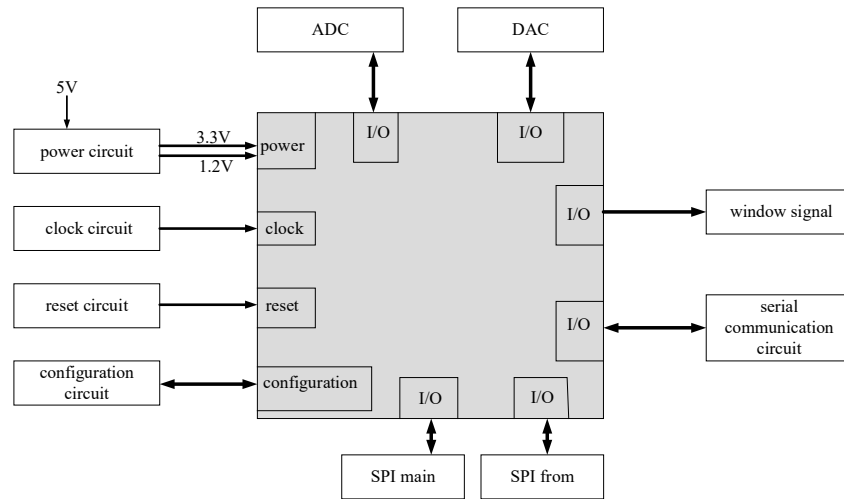 ADC
DAC
5V
power circuit
3.3V
1.2V
power
I/O
I/O
clock circuit
clock
I/O
window signal
reset circuit
reset
I/O
serial
communication
circuit
configuration
circuit
configuration
I/O
I/O
SPI main
SPI from